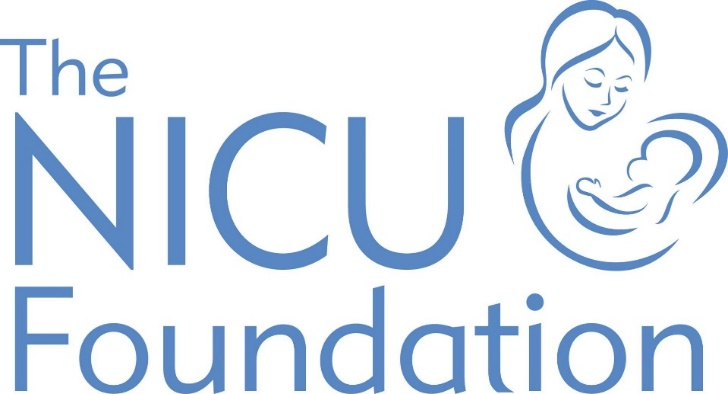 The
NICU
Foundation